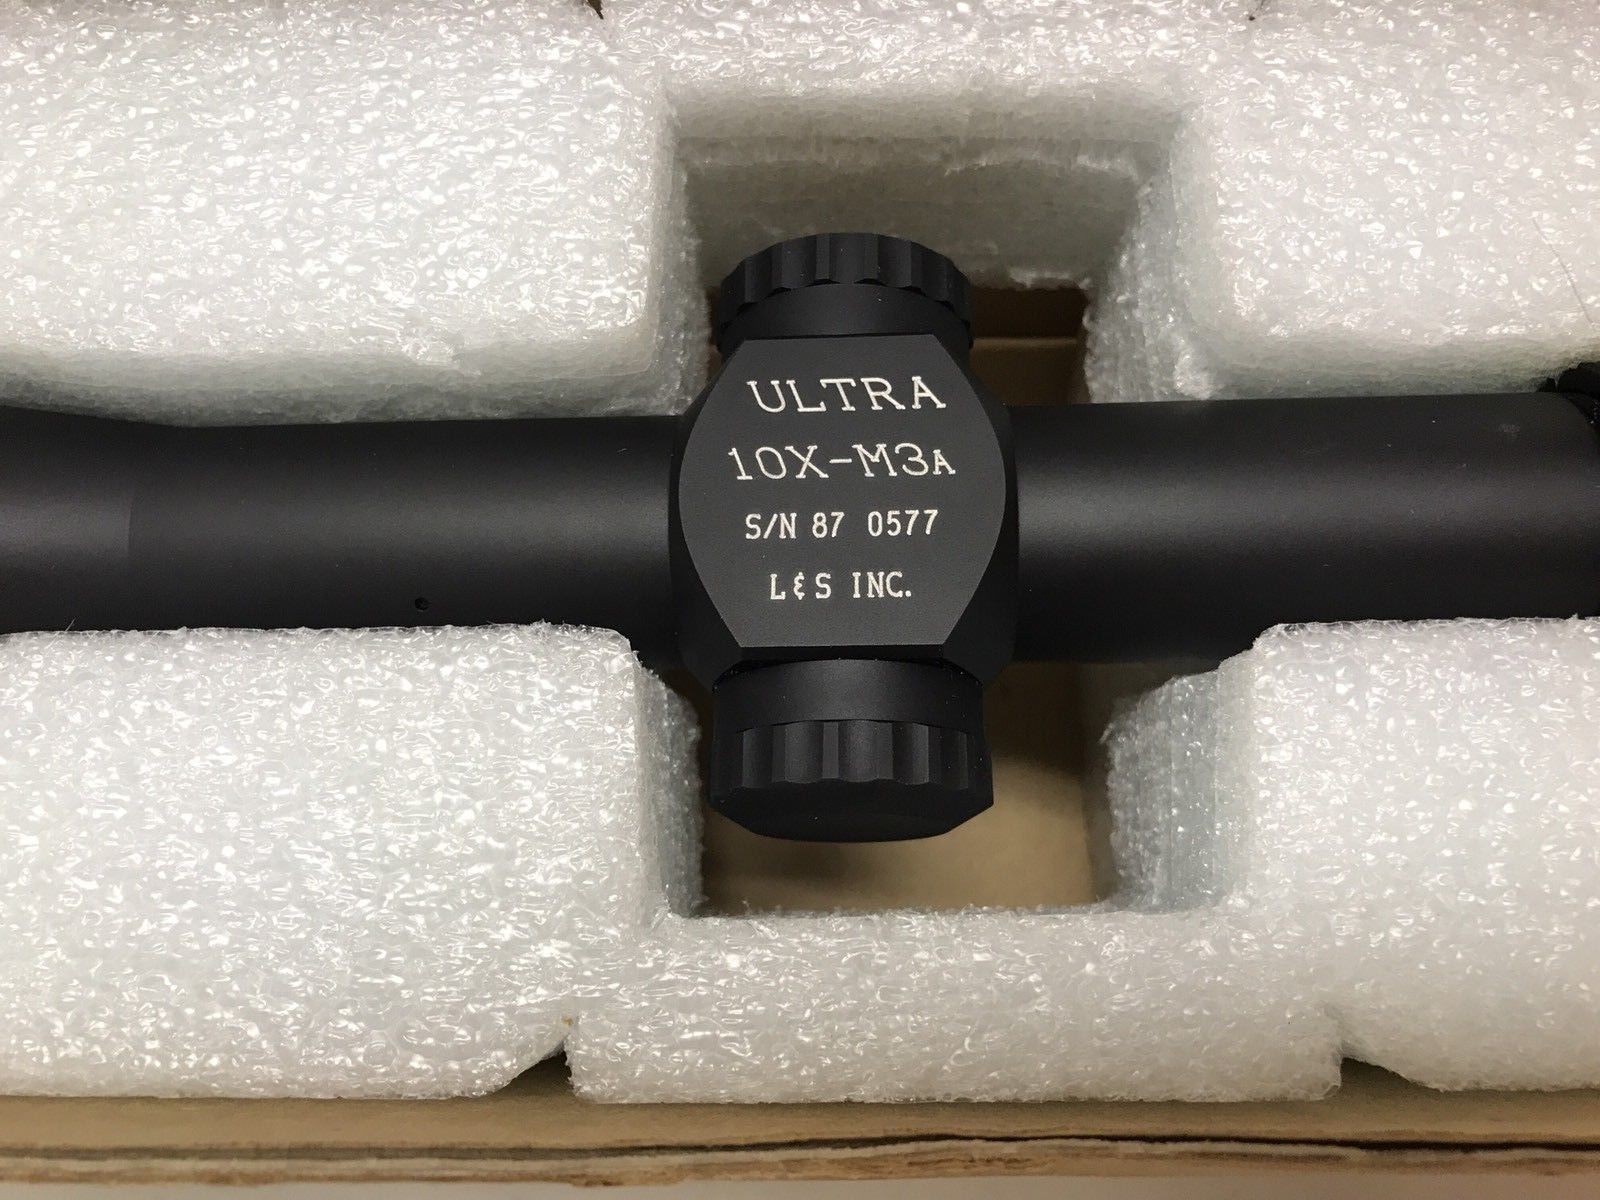 ULTRA
10X-M3A
S/N 87 0577
L&S INC.